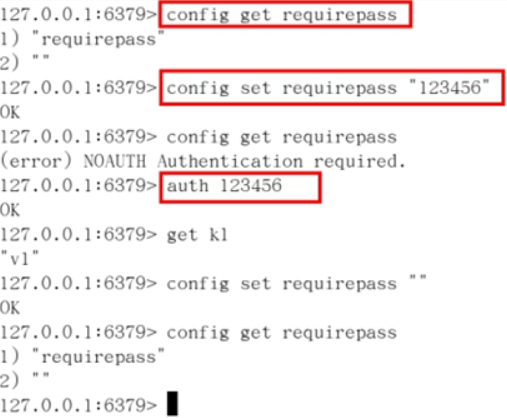 127.0.0.1:6379> config get requirepass
1) "requirepass"
2) ""
127.0.0.1:6379> config set requirepass "123456"
OK
127.0.0.1:6379> config get requirepass
(error) NOAUTH Authentication required.
127.0.0.1:6379> auth 123456
OK
127.0.0.1:6379> get k1
"v1"
127.0.0.1:6379> config set requirepass ""
OK
127.0.0.1:6379> config get requirepass
1) "requirepass"
2) ""
127.0.0.1:6379>